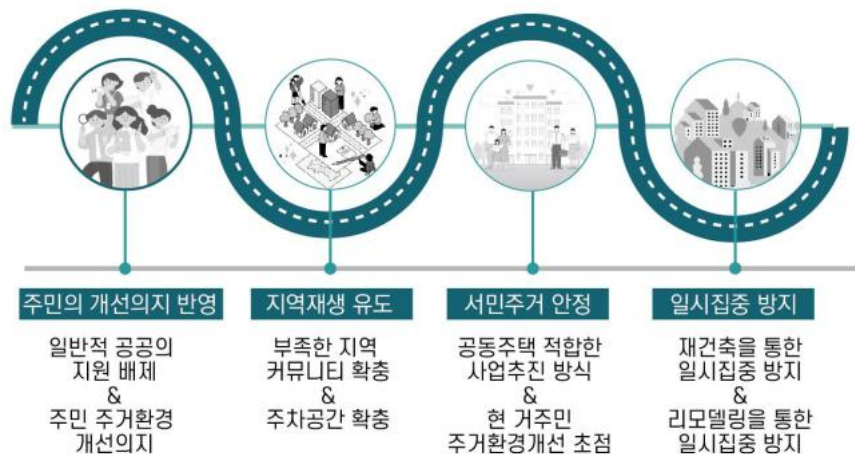 주민의 개선의지 반영
일반적 공공의
지원 배제
&
주민 주거환경
개선의지
지역재생 유도
부족한 지역
커뮤니티 확충
&
주차공간 확충
서민주거 안정
공동주택 적합한
사업추진 방식
&
현 거주민
주거환경개선 초점
일시집중 방지
재건축을 통한
일시집중 방지
&
리모델링을 통한
일시집중 방지